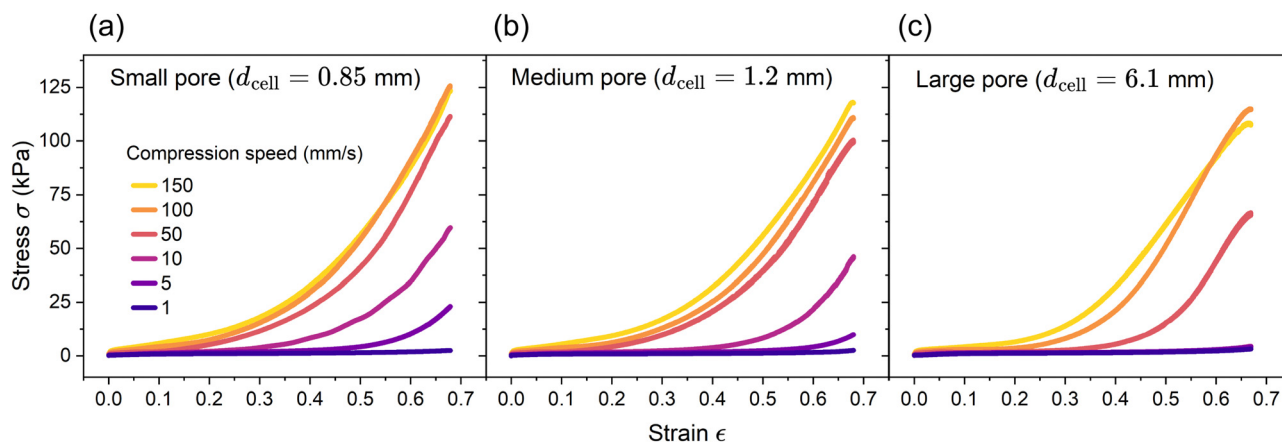 (a)
(b)
(c)
Small pore (d_cell = 0.85 mm)
Medium pore (d_cell = 1.2 mm)
Large pore (d_cell = 6.1 mm)
Compression speed (mm/s)
150
100
50
10
5
1
Stress σ (kPa)
125
100
75
50
25
0
0.0 0.1 0.2 0.3 0.4 0.5 0.6 0.7
0.0 0.1 0.2 0.3 0.4 0.5 0.6 0.7
0.0 0.1 0.2 0.3 0.4 0.5 0.6 0.7
Strain ϵ